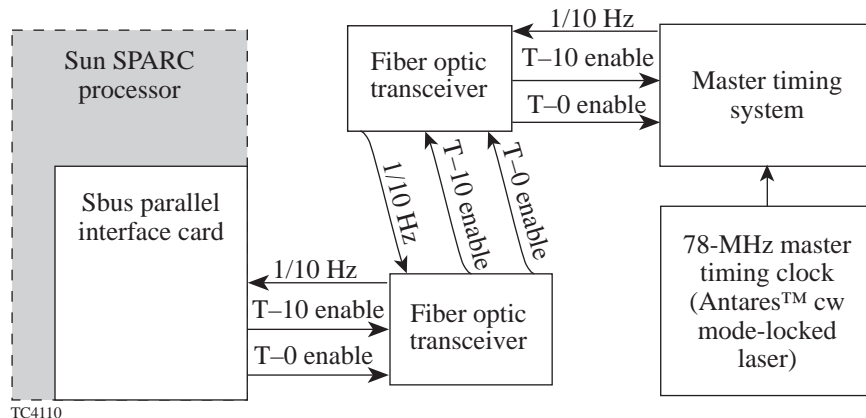 Sun SPARC
processor
Sbus parallel
interface card
1/10 Hz
T–10 enable
T–0 enable
Fiber optic
transceiver
1/10 Hz
T–10 enable
T–0 enable
Fiber optic
transceiver
1/10 Hz
T–10 enable
T–0 enable
Master timing
system
78-MHz master
timing clock
(Antares™ cw
mode-locked
laser)
TC4110